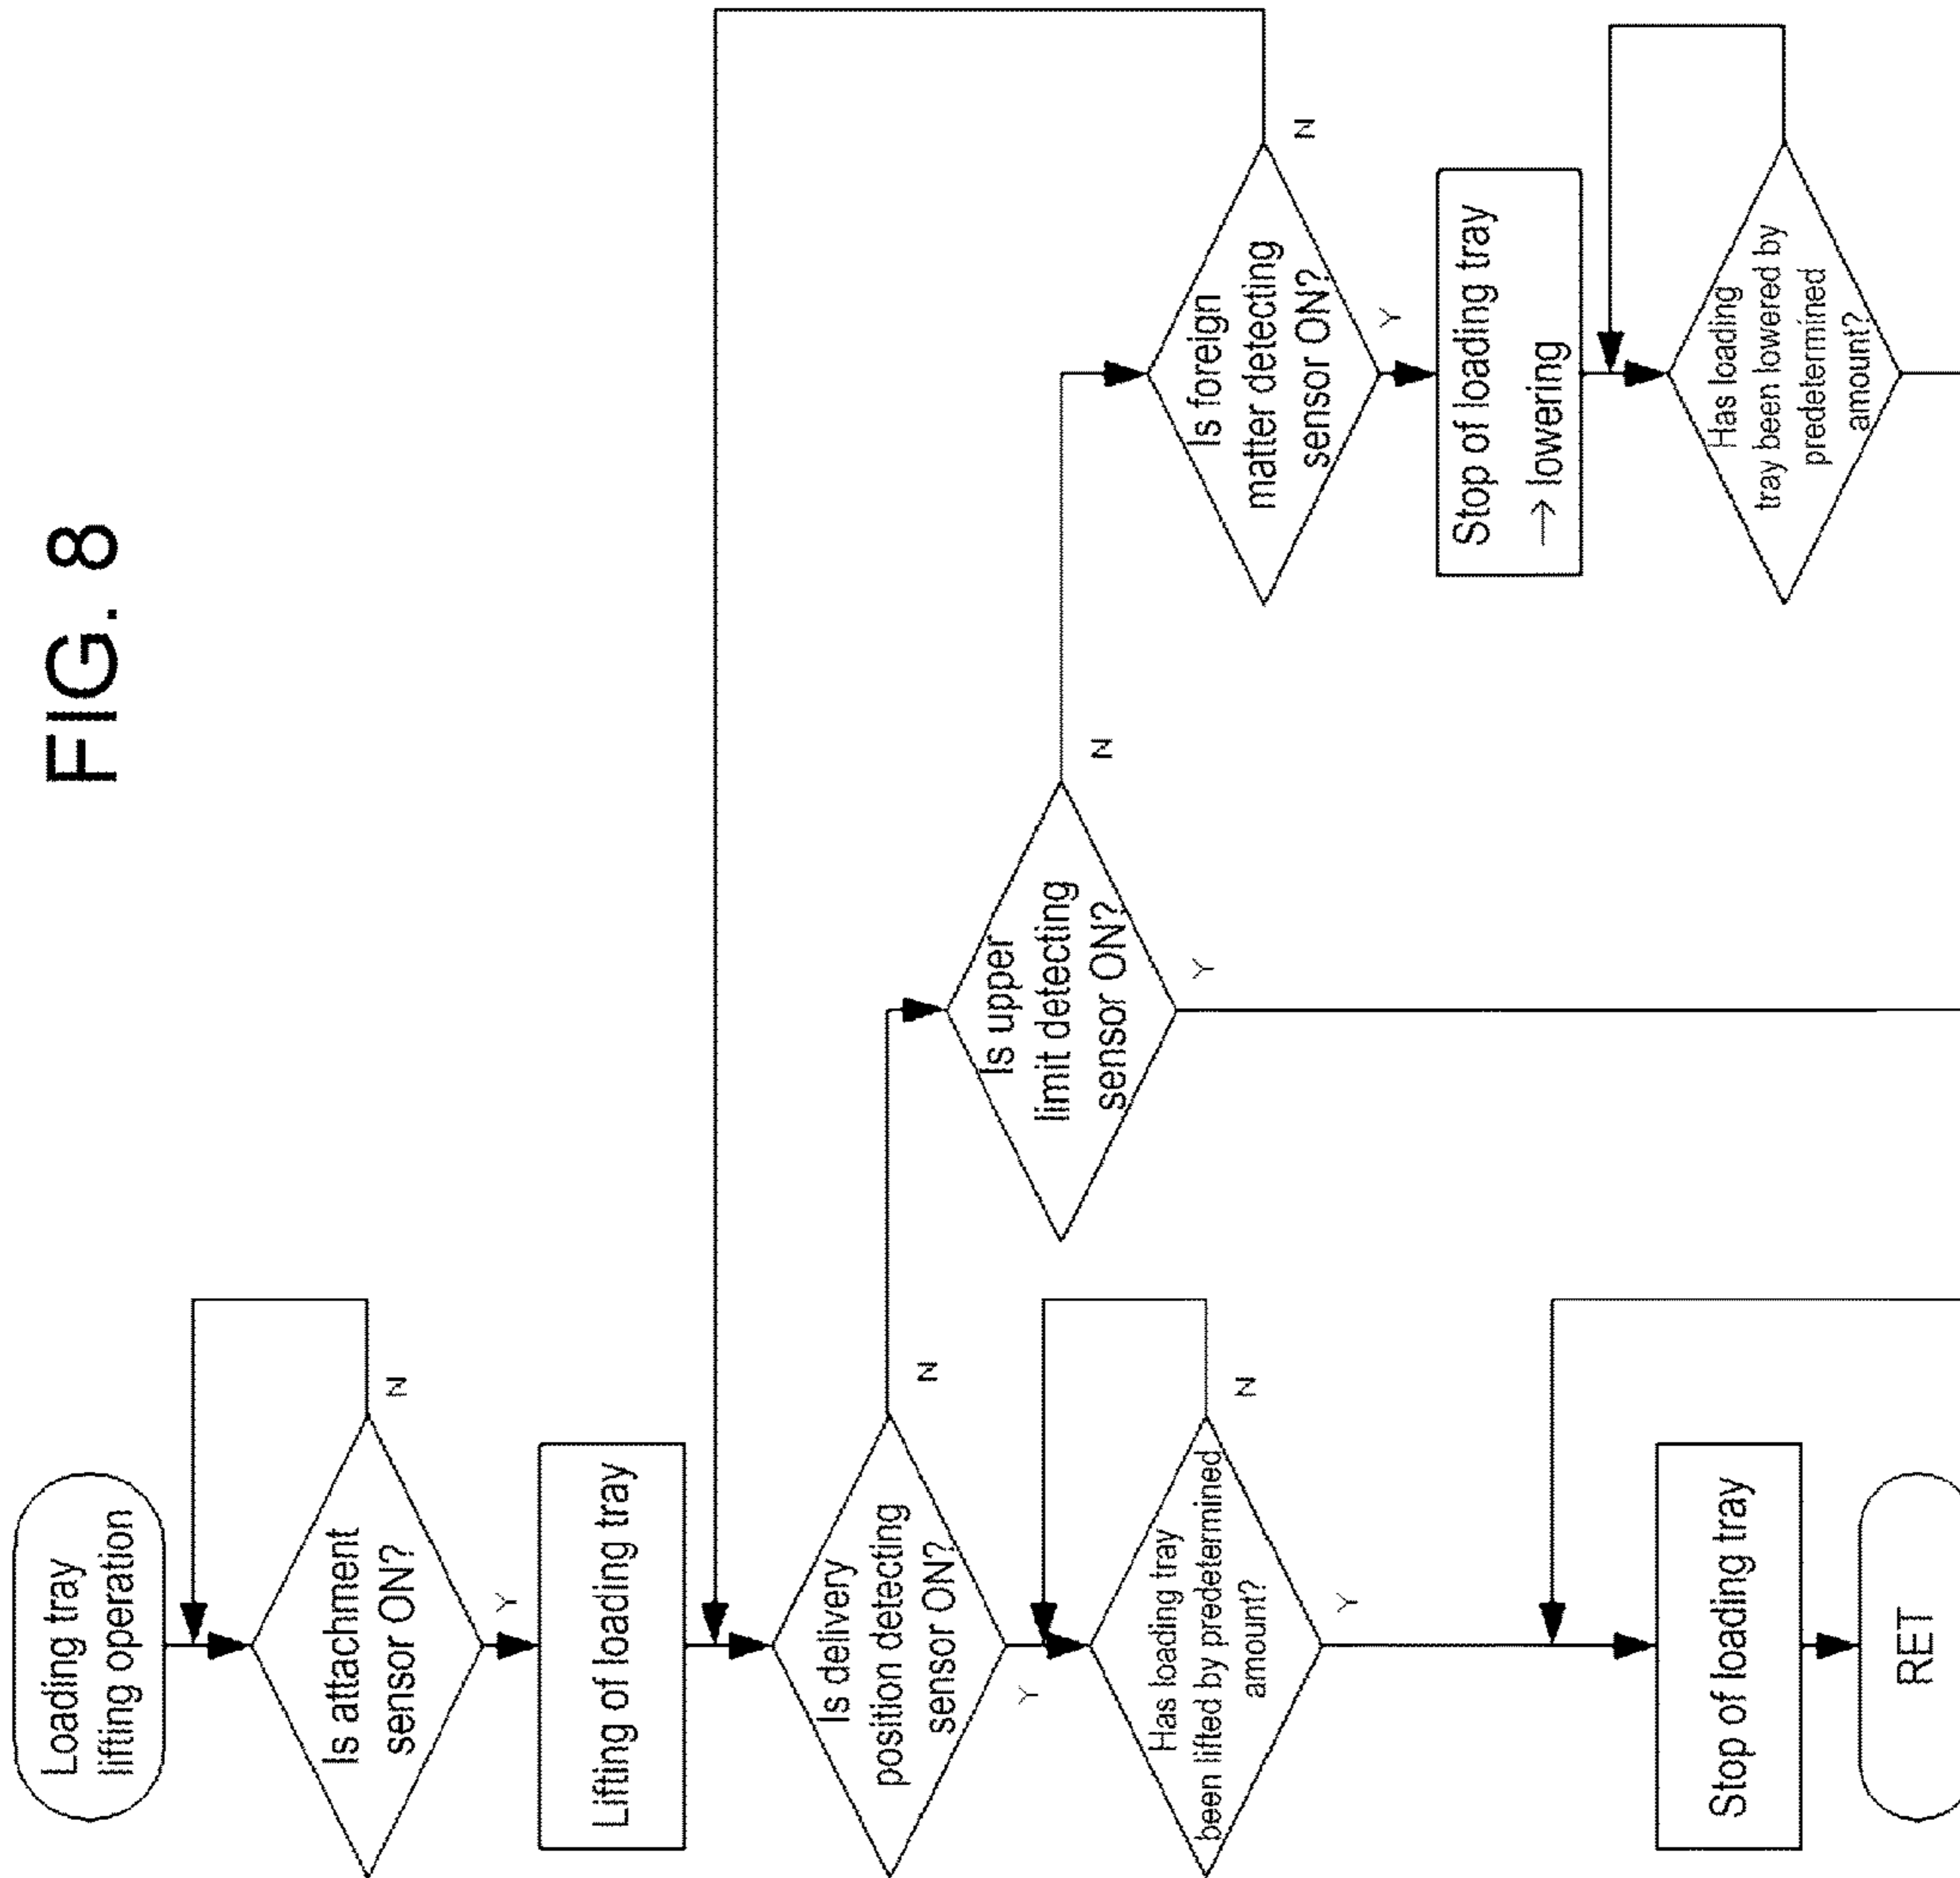 FIG. 8
Loading tray
lifting operation
Is attachment
sensor ON?
N
Y
Lifting of loading tray
Is delivery
position detecting
sensor ON?
N
Y
Has loading tray
been lifted by predetermined
amount?
N
Y
Stop of loading tray
RET
Is upper
limit detecting
sensor ON?
N
Y
Is foreign
matter detecting
sensor ON?
N
Y
Stop of loading tray
→ lowering
Has loading
tray been lowered by
predetermined
amount?